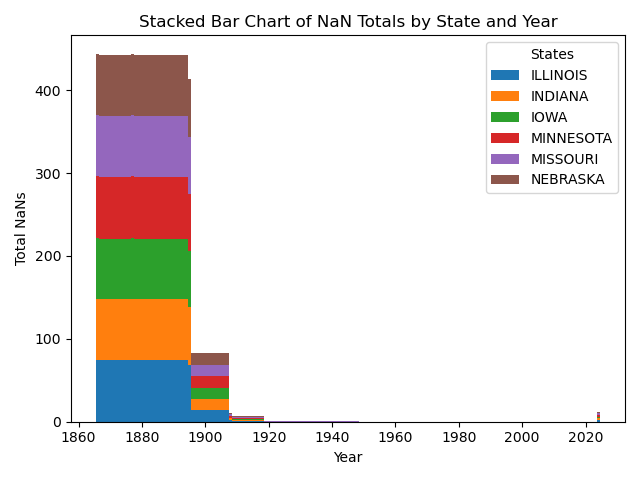 Stacked Bar Chart of NaN Totals by State and Year
States
ILLINOIS
INDIANA
IOWA
MINNESOTA
MISSOURI
NEBRASKA
Total NaNs
400
300
200
100
0
1860 1880 1900 1920 1940 1960 1980 2000 2020
Year